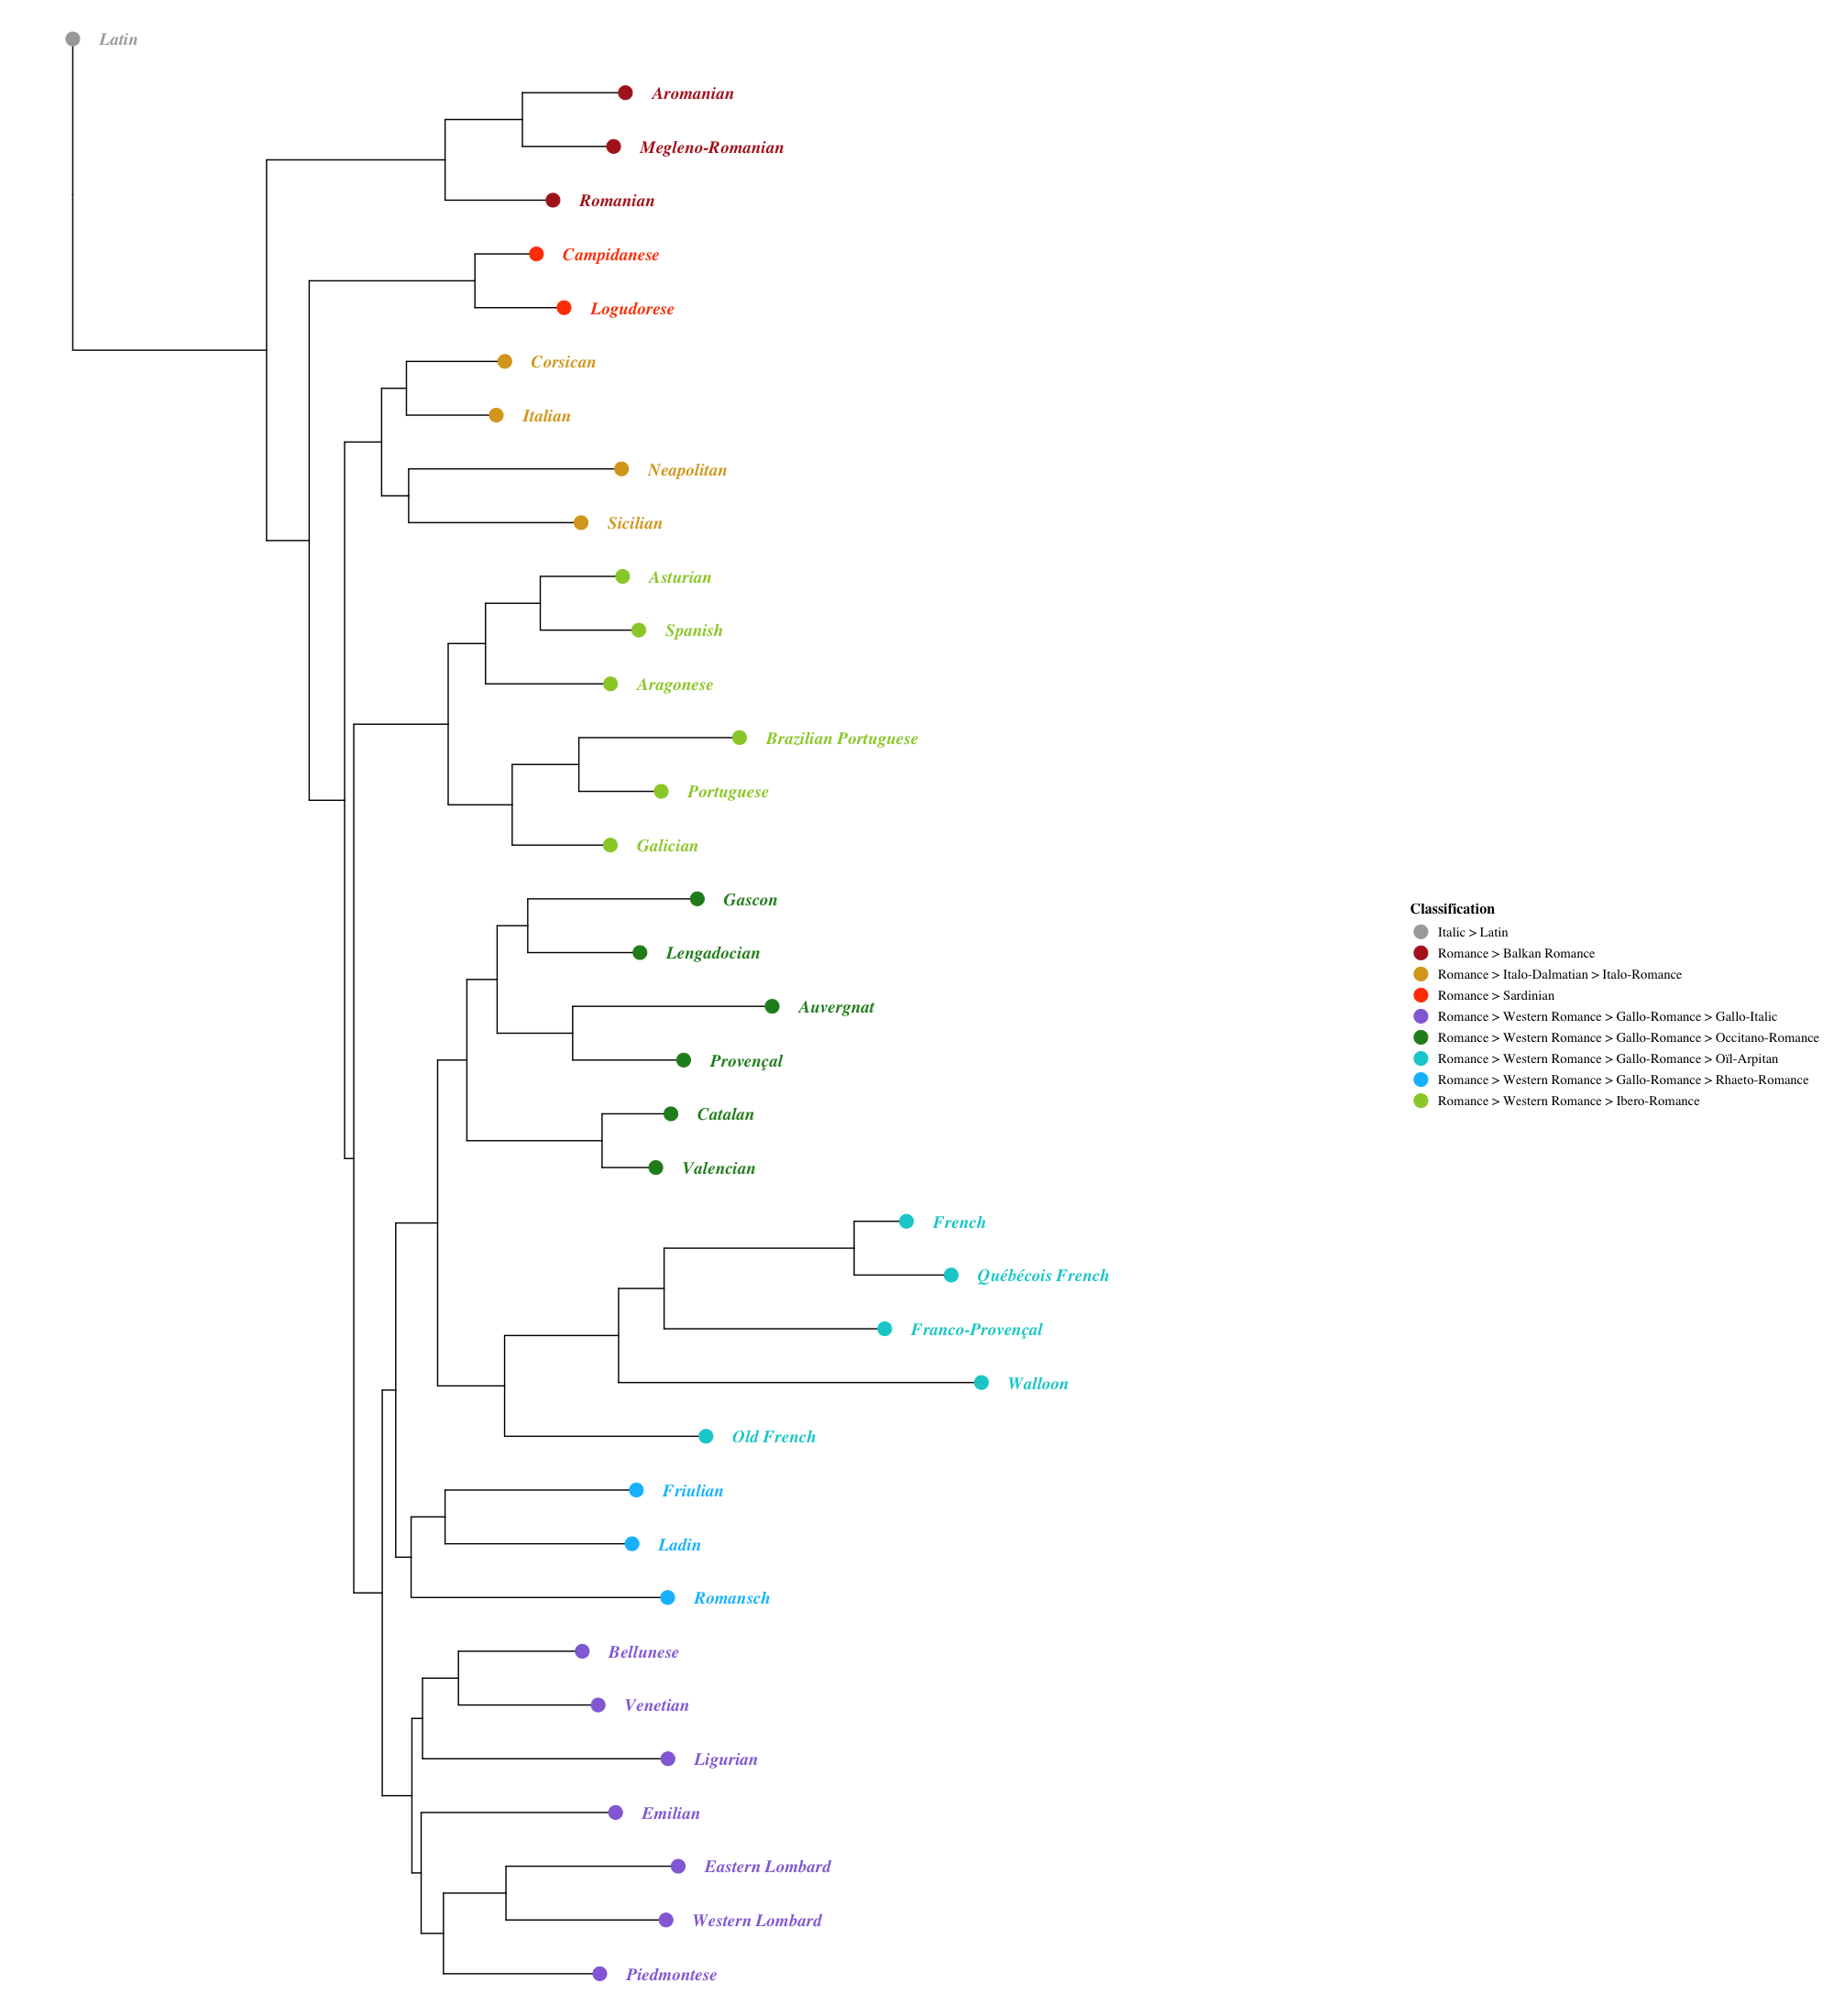 Latin
Aromanian
Megleno-Romanian
Romanian
Campidanese
Logudorese
Corsican
Italian
Neapolitan
Sicilian
Asturian
Spanish
Aragonese
Brazilian Portuguese
Portuguese
Galician
Gascon
Lengadocian
Auvergnat
Provençal
Catalan
Valencian
French
Québécois French
Franco-Provençal
Walloon
Old French
Friulian
Ladin
Romansch
Bellunese
Venetian
Ligurian
Emilian
Eastern Lombard
Western Lombard
Piedmontese
Classification
Italic > Latin
Romance > Balkan Romance
Romance > Italo-Dalmatian > Italo-Romance
Romance > Sardinian
Romance > Western Romance > Gallo-Romance > Gallo-Italic
Romance > Western Romance > Gallo-Romance > Occitano-Romance
Romance > Western Romance > Gallo-Romance > Oïl-Arpitan
Romance > Western Romance > Gallo-Romance > Rhaeto-Romance
Romance > Western Romance > Ibero-Romance